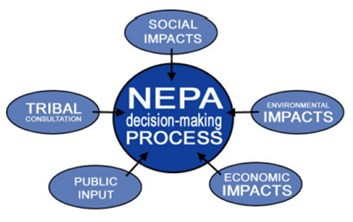 SOCIAL
IMPACTS
TRIBAL
CONSULTATION
NEPA
decision-making
PROCESS
ENVIRONMENTAL
IMPACTS
PUBLIC
INPUT
ECONOMIC
IMPACTS